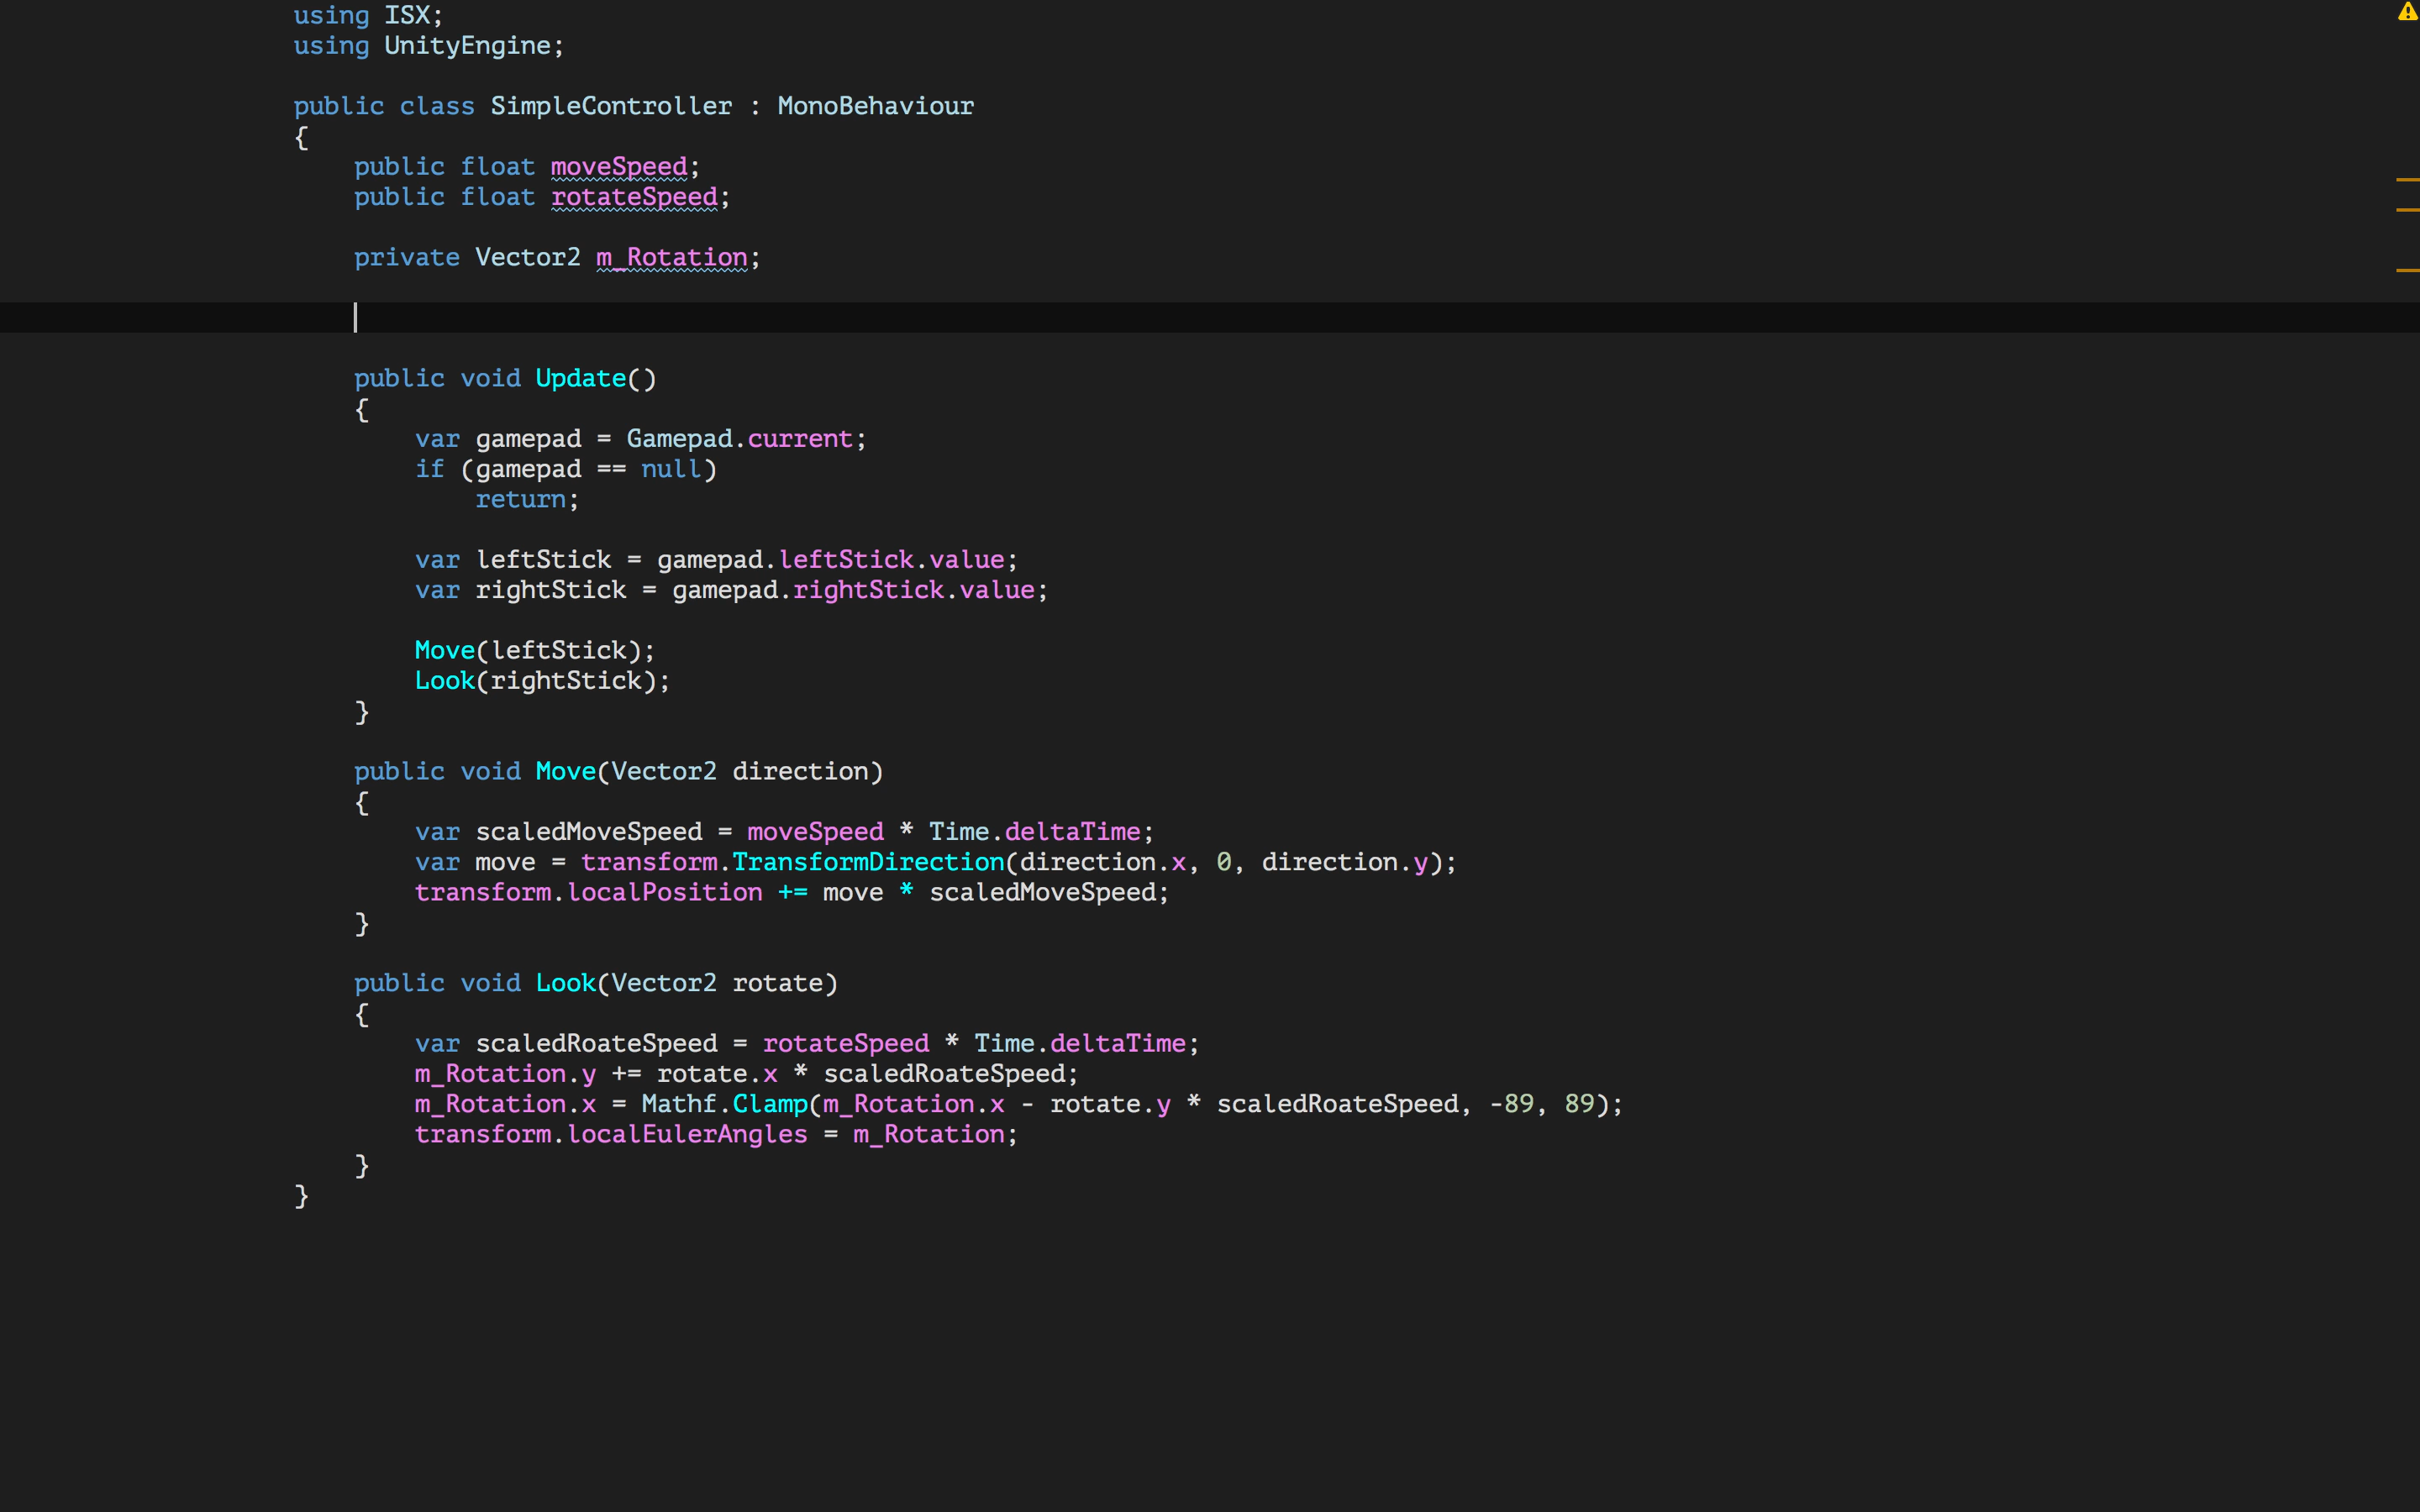 using ISX;
using UnityEngine;
public class SimpleController : MonoBehaviour
{
public float moveSpeed;
public float rotateSpeed;
private Vector2 m_Rotation;
public void Update()
{
var gamepad = Gamepad.current;
if (gamepad == null)
return;
var leftStick = gamepad.leftStick.value;
var rightStick = gamepad.rightStick.value;
Move(leftStick);
Look(rightStick);
}
public void Move(Vector2 direction)
{
var scaledMoveSpeed = moveSpeed * Time.deltaTime;
var move = transform.TransformDirection(direction.x, 0, direction.y);
transform.localPosition += move * scaledMoveSpeed;
}
public void Look(Vector2 rotate)
{
var scaledRoateSpeed = rotateSpeed * Time.deltaTime;
m_Rotation.y += rotate.x * scaledRoateSpeed;
m_Rotation.x = Mathf.Clamp(m_Rotation.x - rotate.y * scaledRoateSpeed, -89, 89);
transform.localEulerAngles = m_Rotation;
}
}